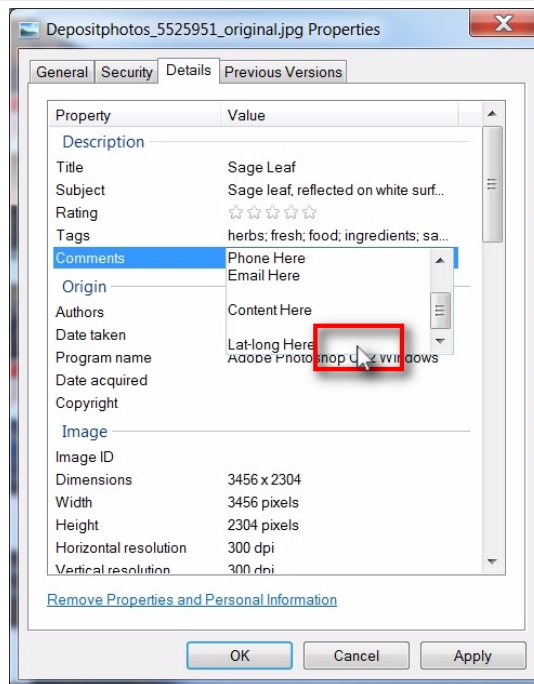 Depositphotos_5525951_original.jpg Properties
General Security Details Previous Versions
Property Value
Description
Title Sage Leaf
Subject Sage leaf, reflected on white surf...
Rating
Tags herbs; fresh; food; ingredients; sa...
Comments Phone Here
Email Here
Origin
Authors Content Here
Date taken
Lat-long Here
Program name Adobe Photoshop Windows
Date acquired
Copyright
Image
Image ID
Dimensions 3456 x 2304
Width 3456 pixels
Height 2304 pixels
Horizontal resolution 300 dpi
Vertical resolution 300 dpi
Remove Properties and Personal Information
OK Cancel Apply